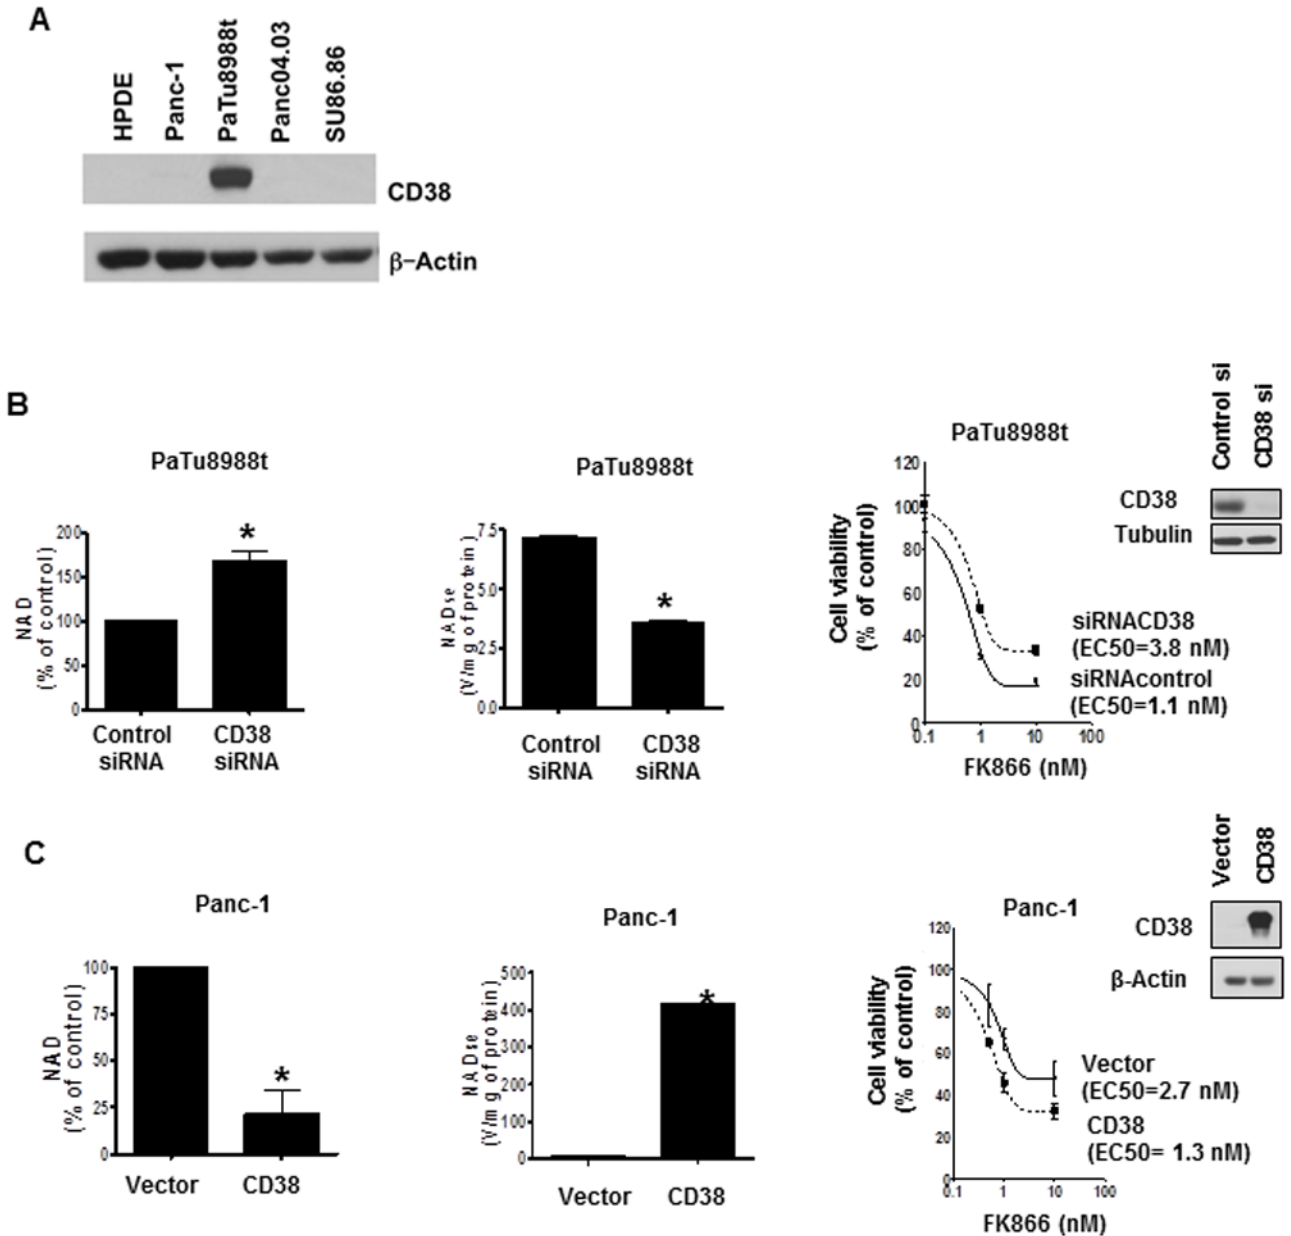 A
HPDE
Panc-1
PaTu8988t
Panc04.03
SU86.86
CD38
β-Actin
B
PaTu8988t
NAD
(% of control)
200
150
100
50
0
*
Control
siRNA
CD38
siRNA
PaTu8988t
NADse
(V/mg of protein)
7.5
5.0
2.5
0.0
*
Control
siRNA
CD38
siRNA
PaTu8988t
Cell viability
(% of control)
120
100
80
60
40
20
0
0.1
1
10
100
FK866 (nM)
siRNACD38
(EC50=3.8 nM)
siRNAcontrol
(EC50=1.1 nM)
Control si
CD38 si
CD38
Tubulin
C
Panc-1
NAD
(% of control)
100
75
50
25
0
*
Vector
CD38
Panc-1
NADse
(V/mg of protein)
500
400
300
200
100
0
*
Vector
CD38
Panc-1
Cell viability
(% of control)
120
100
80
60
40
20
0
0.1
1
10
100
FK866 (nM)
Vector
(EC50=2.7 nM)
CD38
(EC50= 1.3 nM)
Vector
CD38
CD38
β-Actin